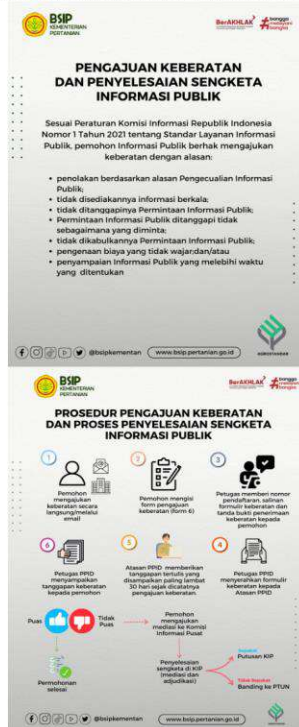 BSIP
KEMENTERIAN
PERTANIAN
BerAKHLAK
bangga
melayani
bangsa
PENGAJUAN KEBERATAN
DAN PENYELESAIAN SENGKETA
INFORMASI PUBLIK
Sesuai Peraturan Komisi Informasi Republik Indonesia
Nomor 1 Tahun 2021 tentang Standar Layanan Informasi
Publik, pemohon Informasi Publik berhak mengajukan
keberatan dengan alasan:
• penolakan berdasarkan alasan Pengecualian Informasi
Publik;
• tidak disediakannya informasi berkala;
• tidak ditanggapinya Permintaan Informasi Publik;
• Permintaan Informasi Publik ditanggapi tidak
sebagaimana yang diminta;
• tidak dikabulkannya Permintaan Informasi Publik;
• pengenaan biaya yang tidak wajar;dan/atau
• penyampaian Informasi Publik yang melebihi waktu
yang ditentukan
@bsipkementan
www.bsip.pertanian.go.id
BSIP
KEMENTERIAN
PERTANIAN
BerAKHLAK
bangga
melayani
bangsa
PROSEDUR PENGAJUAN KEBERATAN
DAN PROSES PENYELESAIAN SENGKETA
INFORMASI PUBLIK
1
Pemohon
mengajukan
keberatan secara
langsung/melalui
email
2
Pemohon mengisi
form pengajuan
keberatan (form 6)
3
Petugas memberi nomor
pendaftaran, salinan
formulir keberatan dan
tanda bukti penerimaan
keberatan kepada
pemohon
6
Petugas PPID
menyampaikan
tanggapan keberatan
kepada pemohon
5
Atasan PPID memberikan
tanggapan tertulis yang
disampaikan paling lambat
30 hari sejak dicatatnya
pengajuan keberatan.
4
Petugas PPID
menyerahkan formulir
keberatan kepada
Atasan PPID
Puas
Tidak
Puas
Pemohon
mengajukan
mediasi ke Komisi
Informasi Pusat
Permohonan
selesai
Penyelesaian
sengketa di KIP
(mediasi dan
adjudikasi)
Sepakat
Putusan KIP
Tidak Sepakat
Banding ke PTUN
@bsipkementan
www.bsip.pertanian.go.id